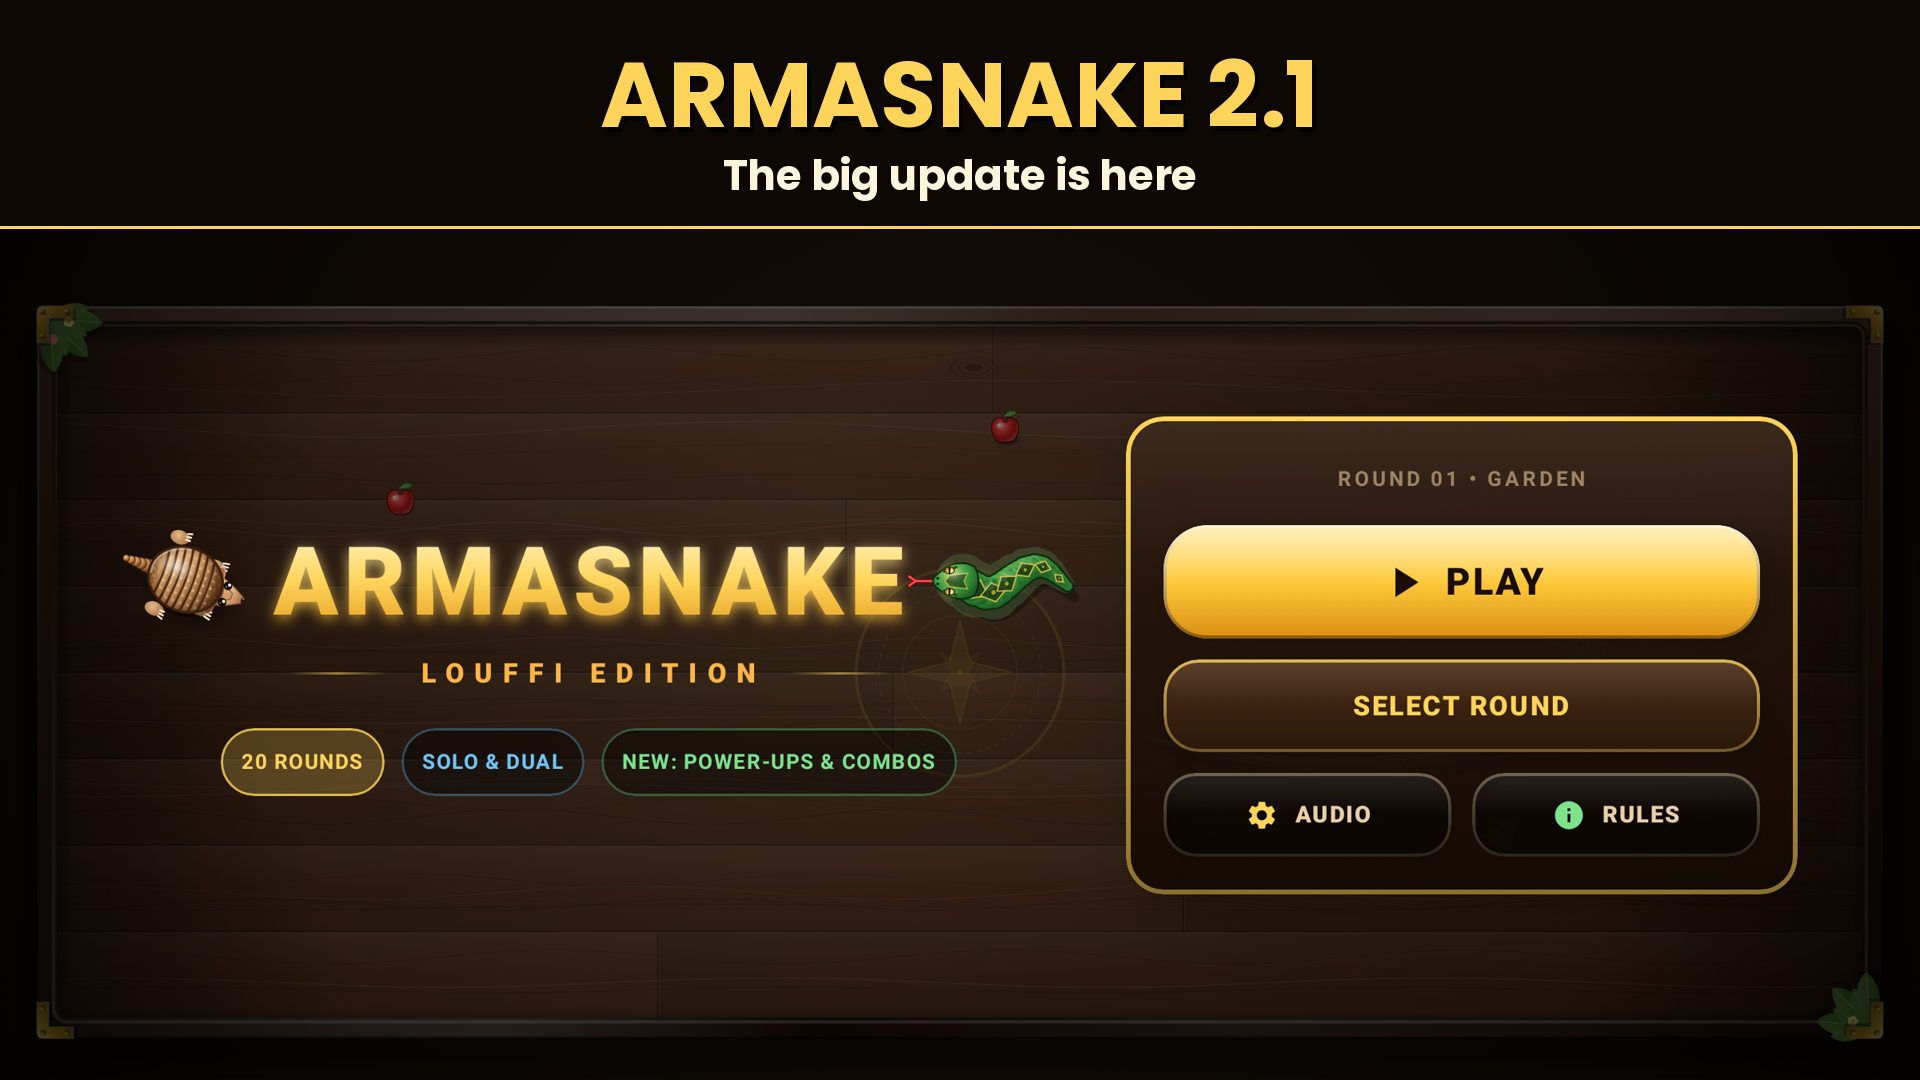 ARMASNAKE 2.1
The big update is here
ARMASNAKE
LOUFFI EDITION
20 ROUNDS
SOLO & DUAL
NEW: POWER-UPS & COMBOS
ROUND 01 • GARDEN
PLAY
SELECT ROUND
AUDIO
RULES